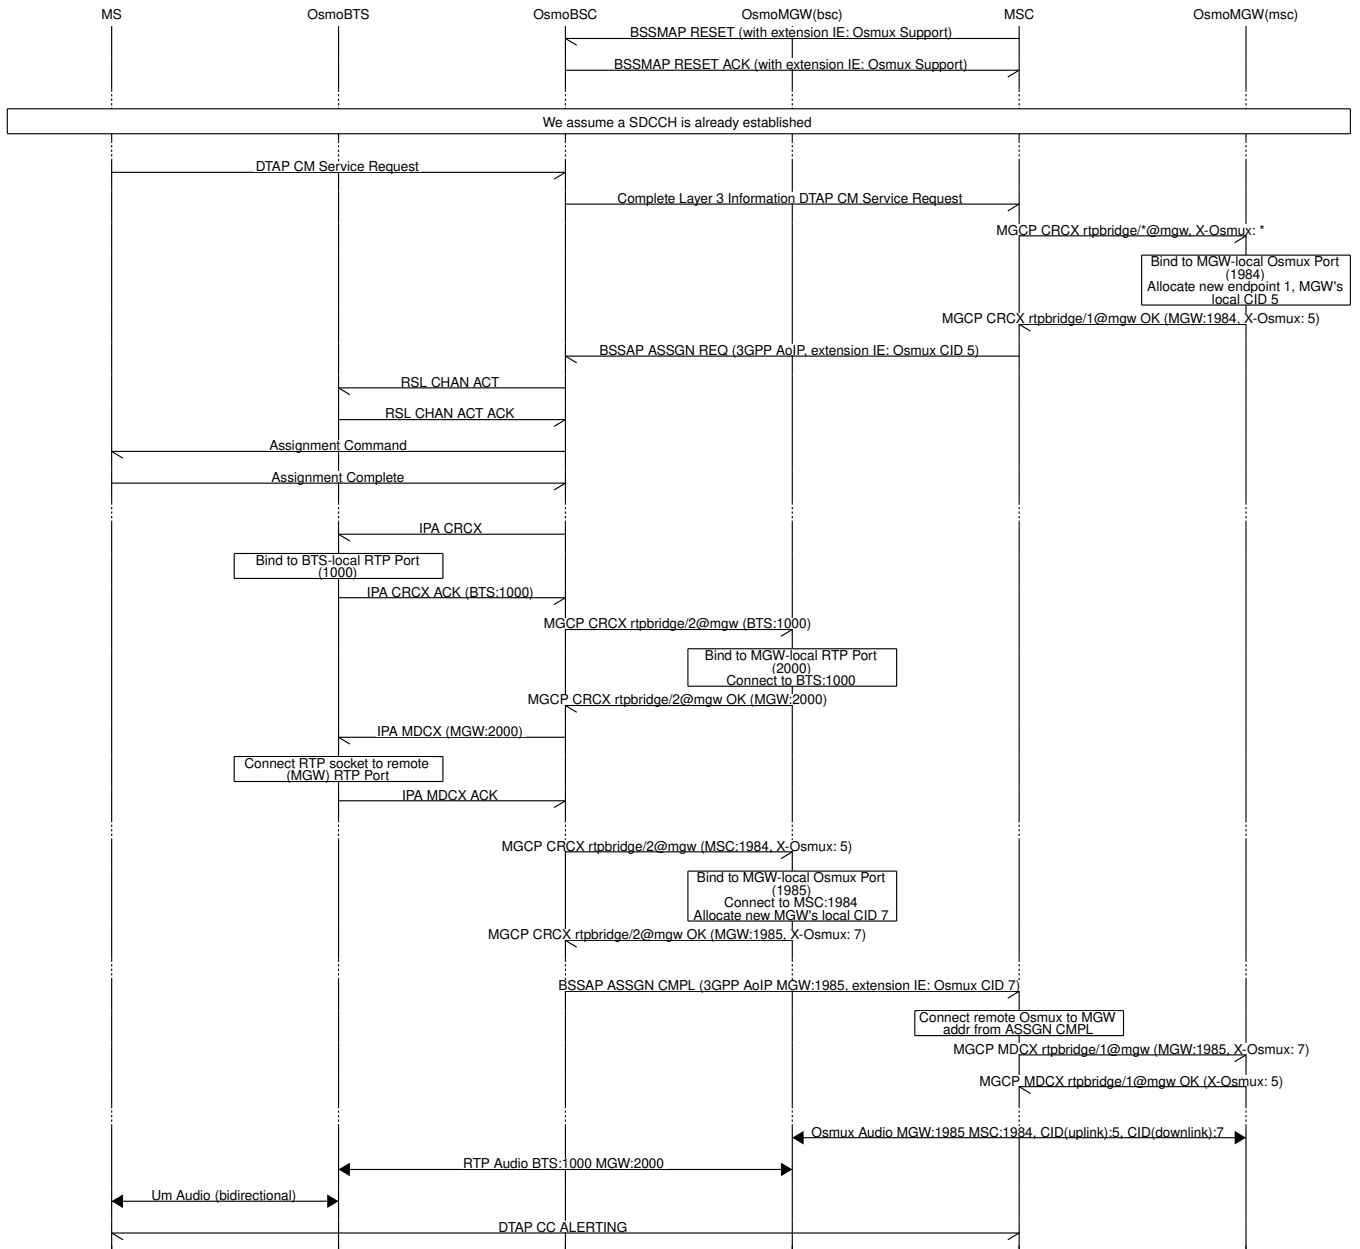 MS OsmoBTS OsmoBSC OsmoMGW(bsc) MSC OsmoMGW(msc)
BSSMAP RESET (with extension IE: Osmux Support)
BSSMAP RESET ACK (with extension IE: Osmux Support)
We assume a SDCCH is already established
DTAP CM Service Request
Complete Layer 3 Information DTAP CM Service Request
MGCP CRCX rtpbridge/*@mgw, X-Osmux: *
Bind to MGW-local Osmux Port
(1984)
Allocate new endpoint 1, MGW's
local CID 5
MGCP CRCX rtpbridge/1@mgw OK (MGW:1984, X-Osmux: 5)
BSSAP ASSGN REQ (3GPP AoIP, extension IE: Osmux CID 5)
RSL CHAN ACT
RSL CHAN ACT ACK
Assignment Command
Assignment Complete
IPA CRCX
Bind to BTS-local RTP Port
(1000)
IPA CRCX ACK (BTS:1000)
MGCP CRCX rtpbridge/2@mgw (BTS:1000)
Bind to MGW-local RTP Port
(2000)
Connect to BTS:1000
MGCP CRCX rtpbridge/2@mgw OK (MGW:2000)
IPA MDCX (MGW:2000)
Connect RTP socket to remote
(MGW) RTP Port
IPA MDCX ACK
MGCP CRCX rtpbridge/2@mgw (MSC:1984, X-Osmux: 5)
Bind to MGW-local Osmux Port
(1985)
Connect to MSC:1984
Allocate new MGW's local CID 7
MGCP CRCX rtpbridge/2@mgw OK (MGW:1985, X-Osmux: 7)
BSSAP ASSGN CMPL (3GPP AoIP MGW:1985, extension IE: Osmux CID 7)
Connect remote Osmux to MGW
addr from ASSGN CMPL
MGCP MDCX rtpbridge/1@mgw (MGW:1985, X-Osmux: 7)
MGCP MDCX rtpbridge/1@mgw OK (X-Osmux: 5)
Osmux Audio MGW:1985 MSC:1984, CID(uplink):5, CID(downlink):7
RTP Audio BTS:1000 MGW:2000
Um Audio (bidirectional)
DTAP CC ALERTING